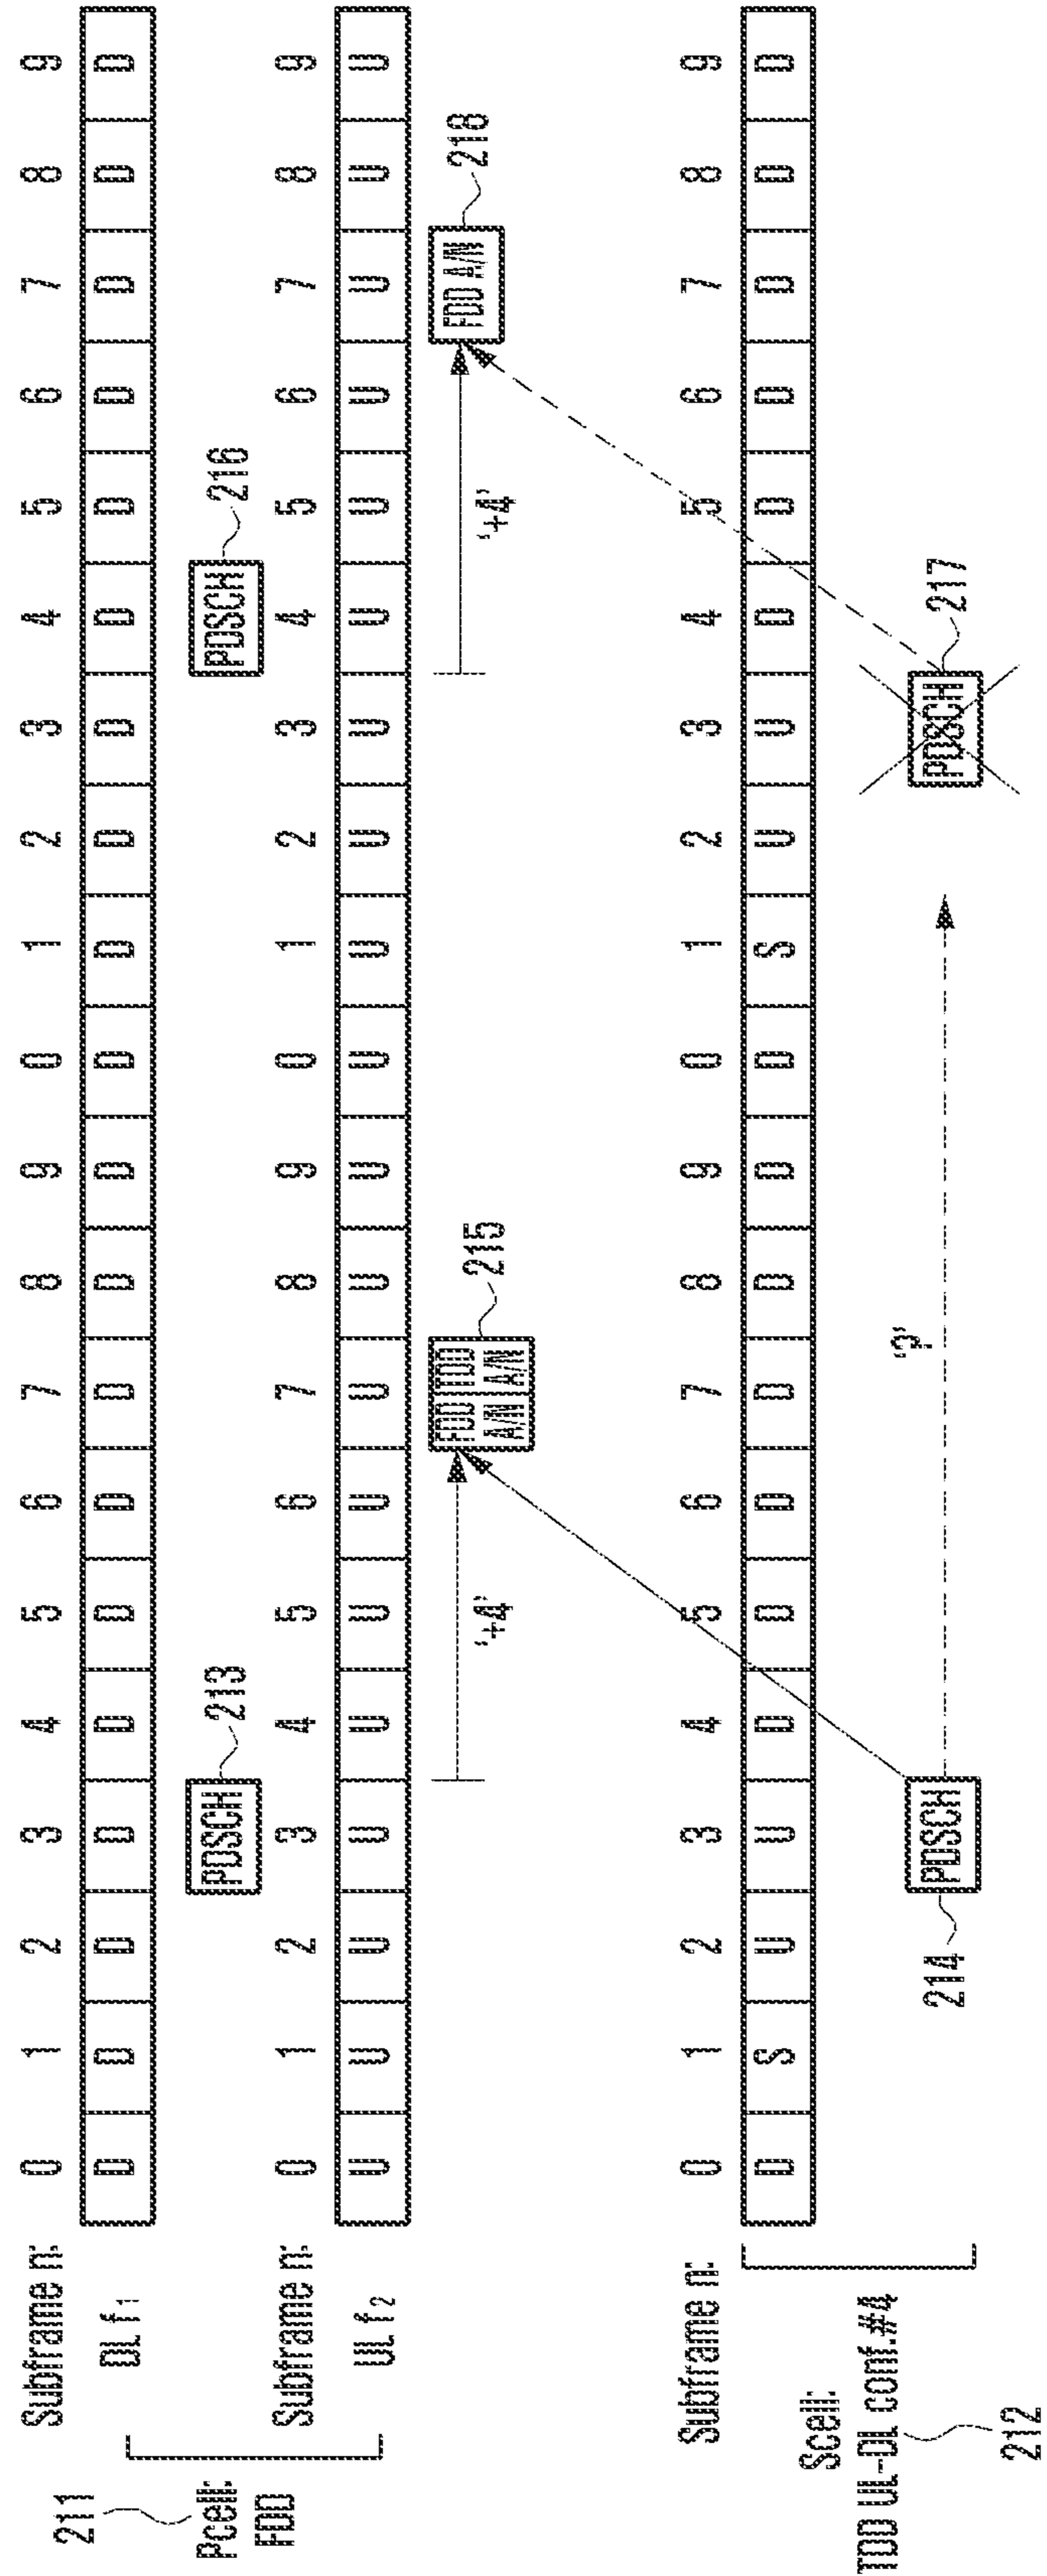 Subframe n: 0 1 2 3 4 5 6 7 8 9 0 1 2 3 4 5 6 7 8 9
211
DL f1 D D D D D D D D D D D D D D D D D D D D
Pcell:
FDD
PDSCH 213
PDSCH 216
Subframe n: 0 1 2 3 4 5 6 7 8 9 0 1 2 3 4 5 6 7 8 9
UL f2 U U U U U U U U U U U U U U U U U U U U
'+4'
FDD TDD
A/N A/N
215
'+4'
FDD A/N 218
Subframe n: 0 1 2 3 4 5 6 7 8 9 0 1 2 3 4 5 6 7 8 9
D S U U D D D D D D D S U U D D D D D D
Scell:
TDD UL-DL conf.#4
212
214 PDSCH
'?'
PDSCH 217